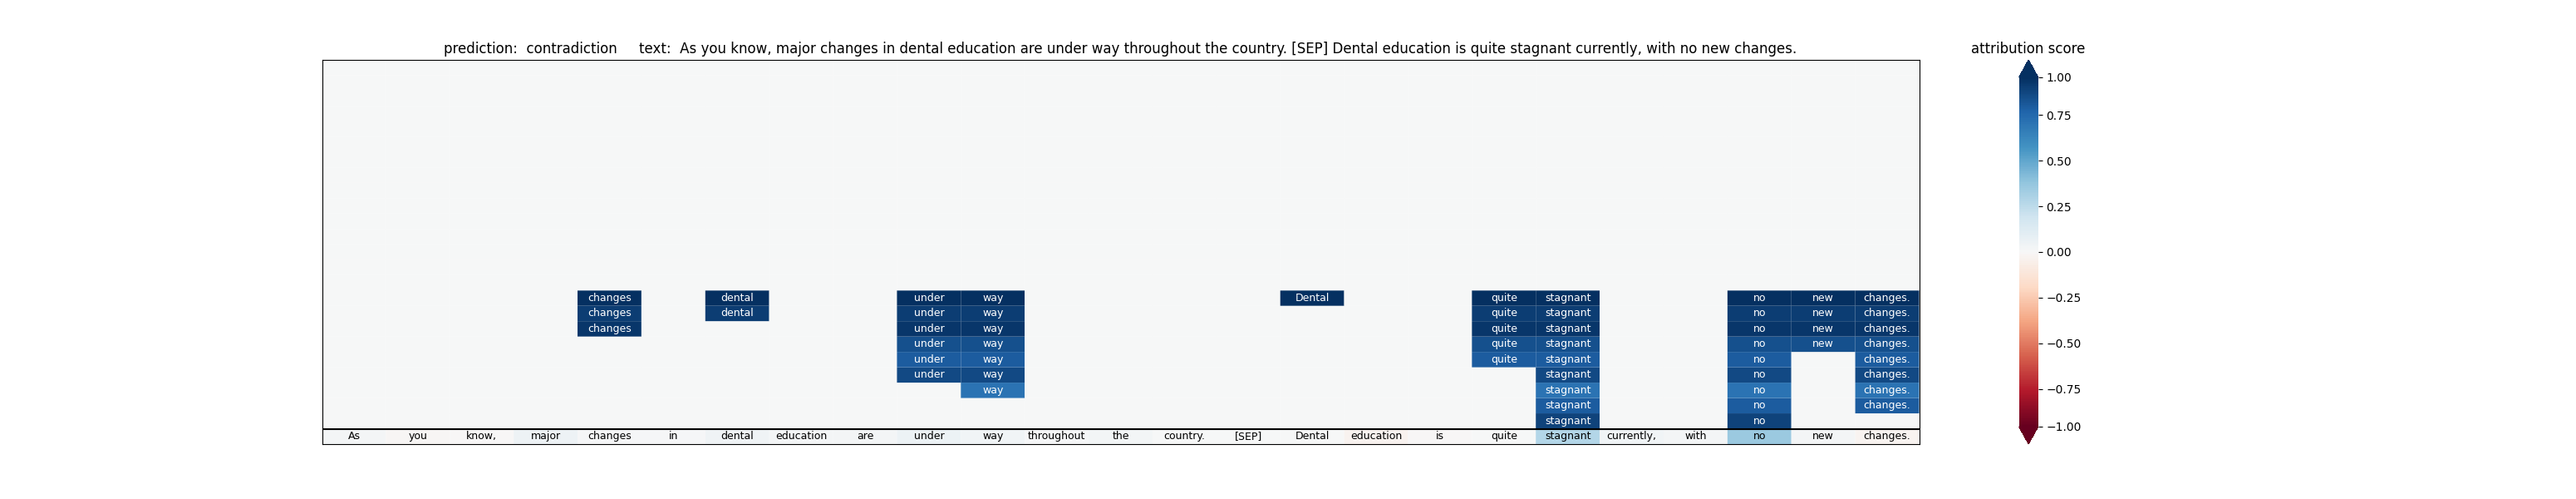 prediction:  contradiction     text:  As you know, major changes in dental education are under way throughout the country. [SEP] Dental education is quite stagnant currently, with no new changes.
attribution score
changes dental under way Dental quite stagnant no new changes.
changes dental under way quite stagnant no new changes.
changes under way quite stagnant no new changes.
under way quite stagnant no new changes.
under way quite stagnant no changes.
under way stagnant no changes.
way stagnant no changes.
stagnant no changes.
stagnant no
As you know, major changes in dental education are under way throughout the country. [SEP] Dental education is quite stagnant currently, with no new changes.
1.00
0.75
0.50
0.25
0.00
−0.25
−0.50
−0.75
−1.00